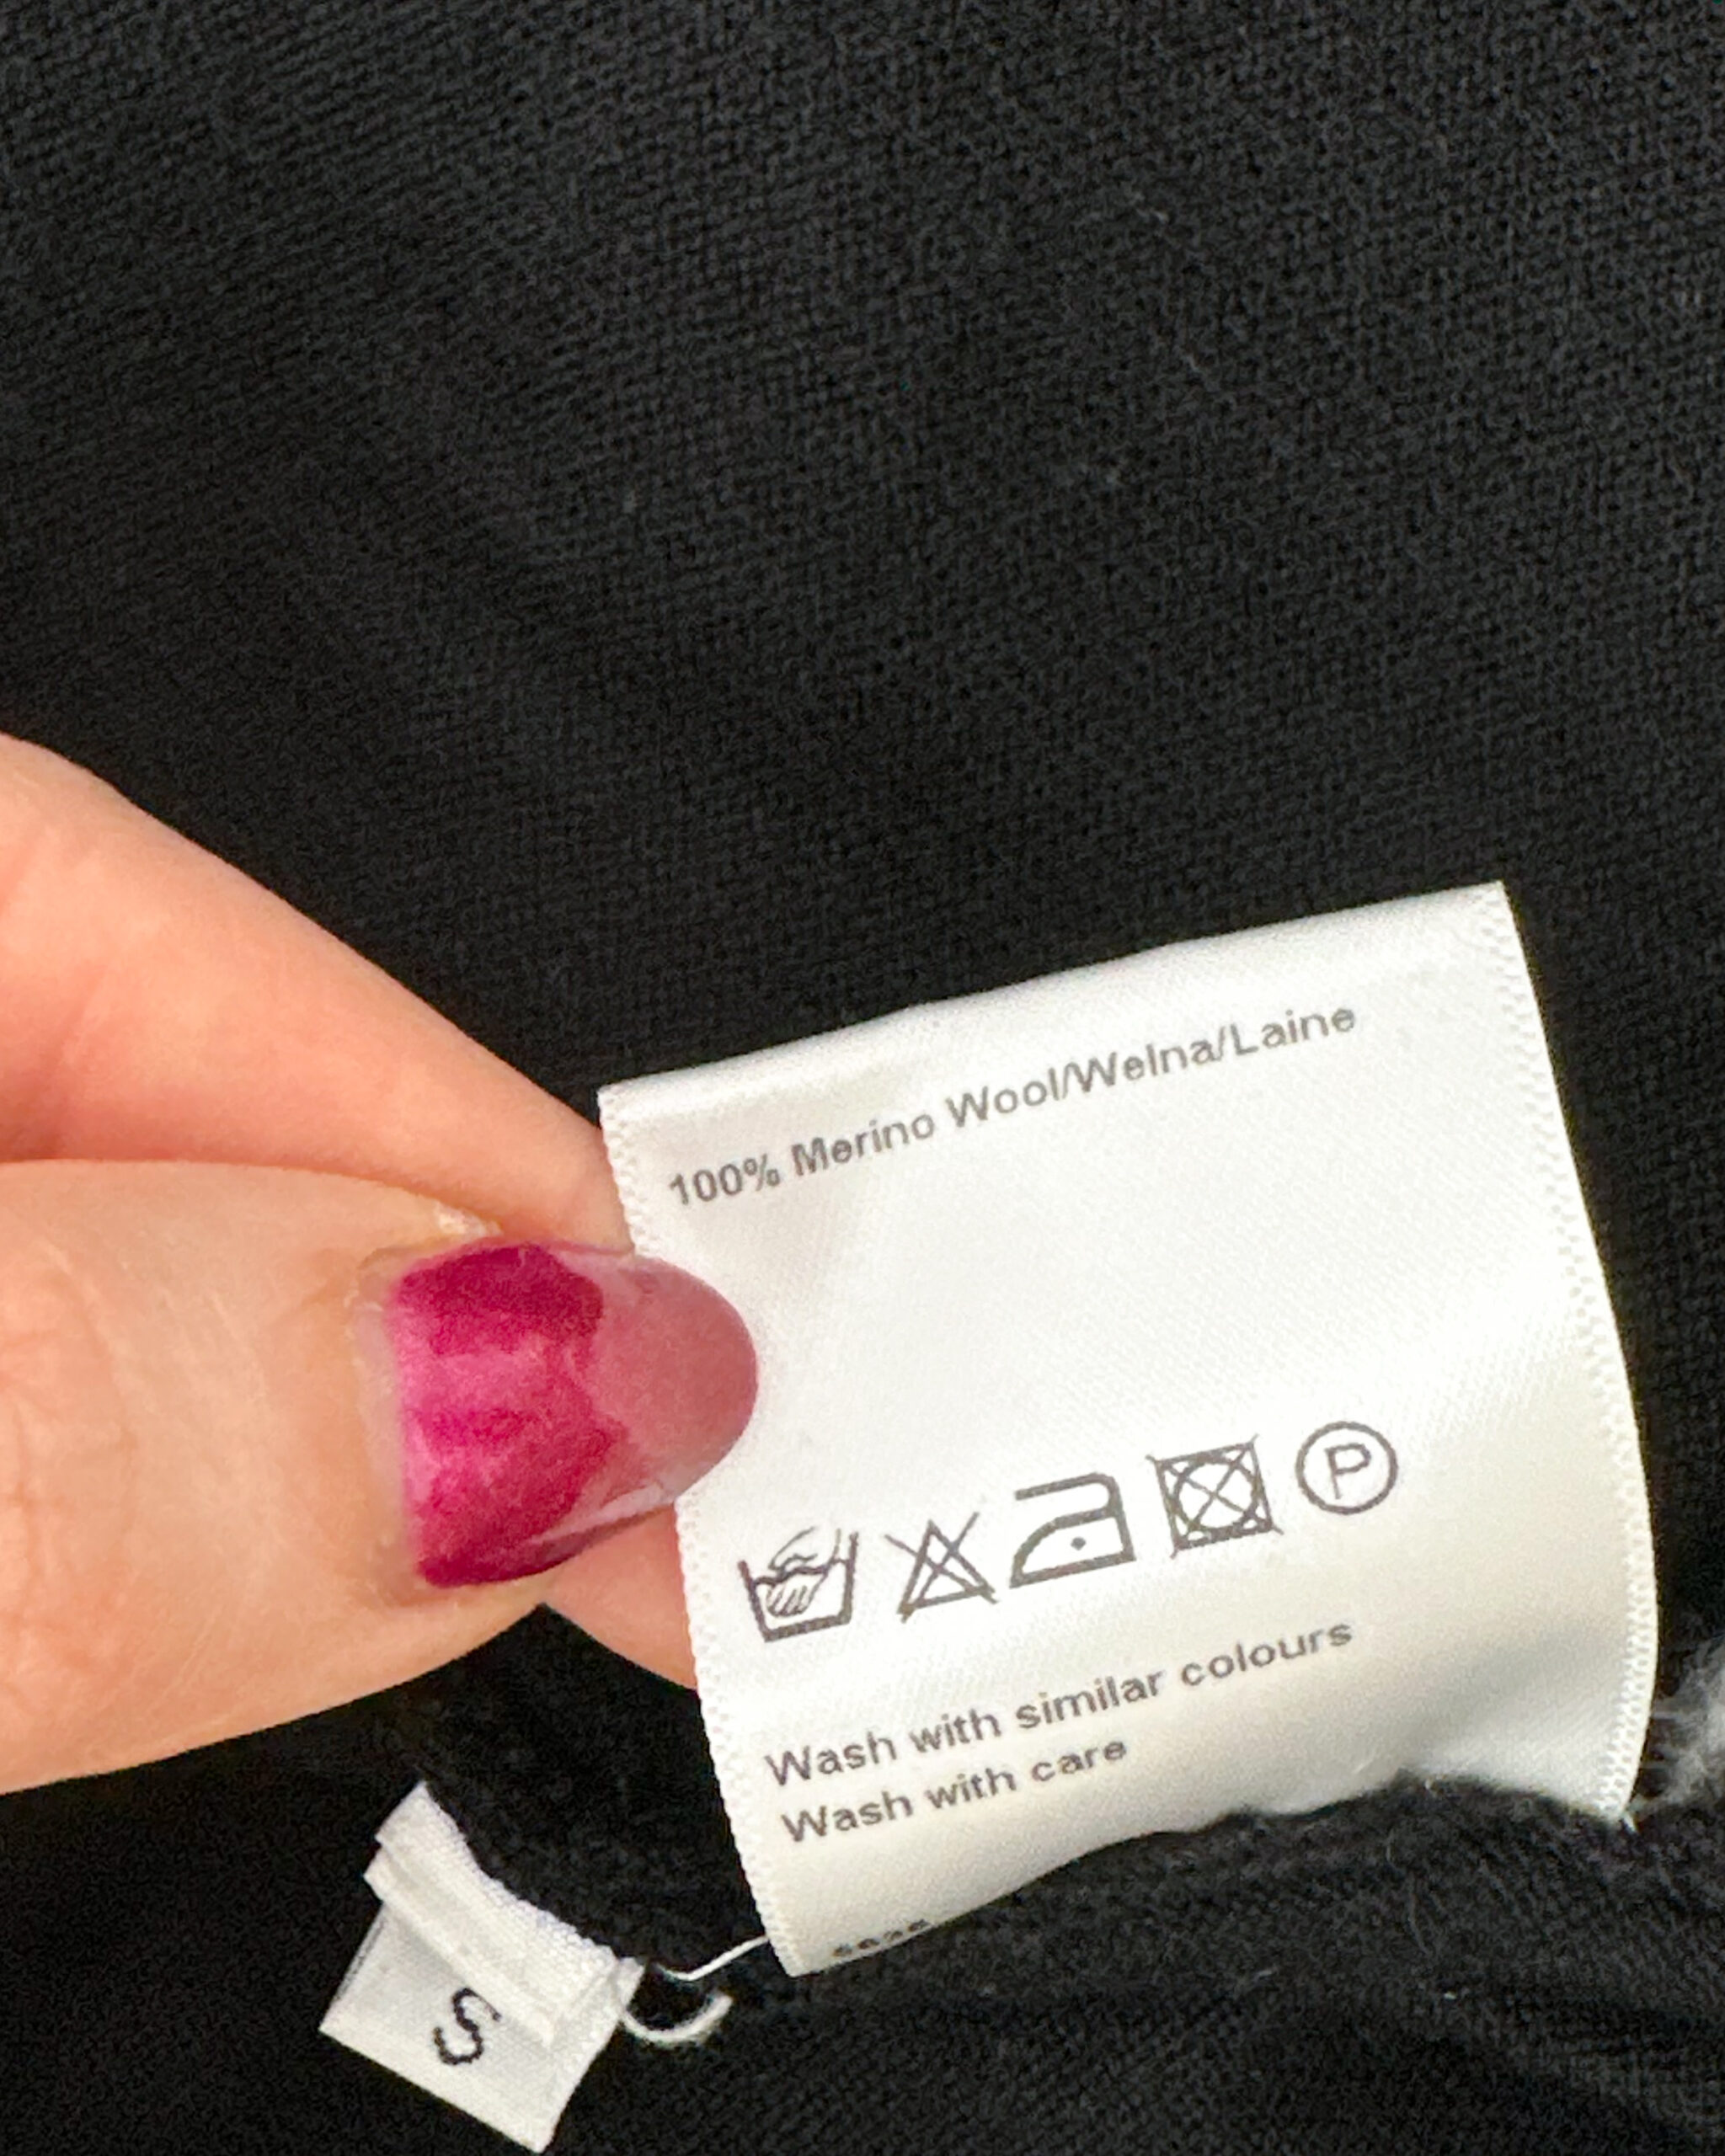 100% Merino Wool/Welna/Laine
P
Wash with similar colours
Wash with care
S